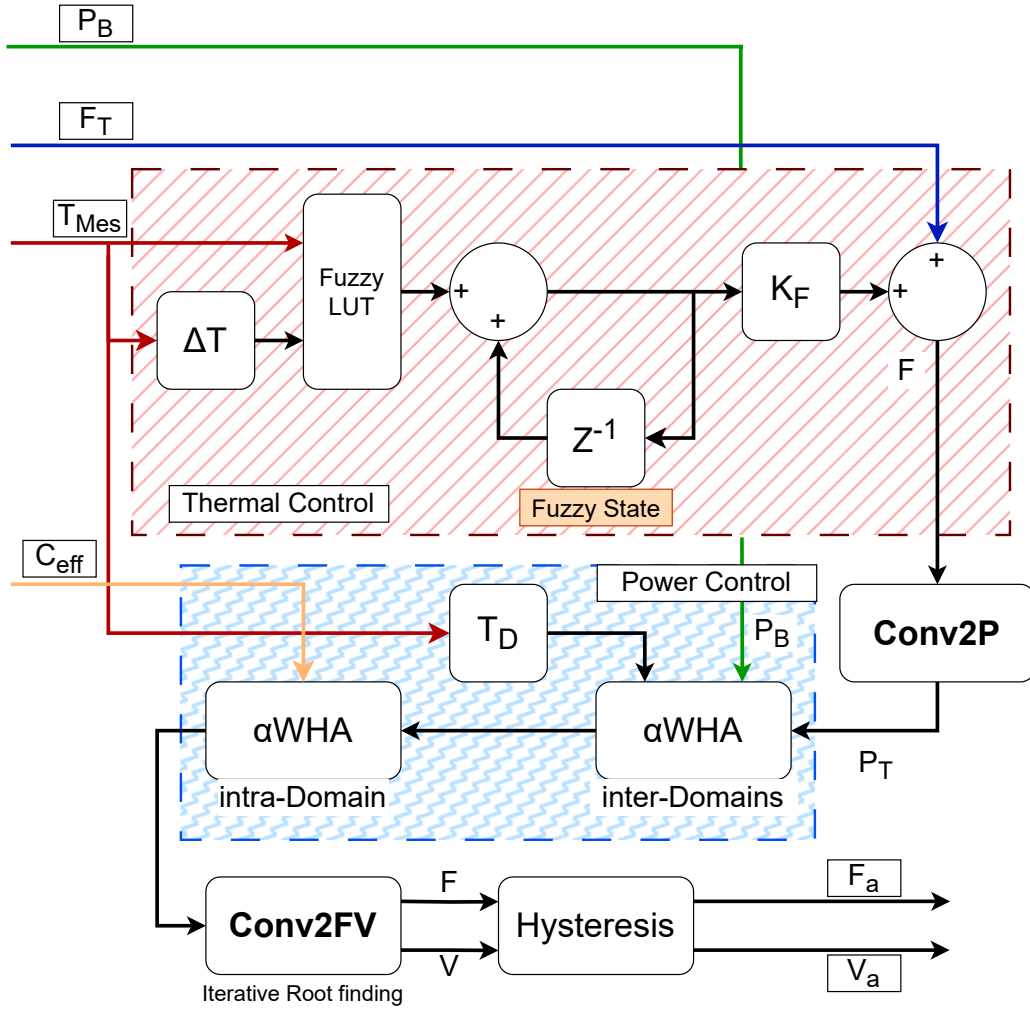 P_B
F_T
T_Mes
Fuzzy
LUT
+
+
K_F
+
+
ΔT
F
Z^-1
Thermal Control
Fuzzy State
C_eff
Power Control
T_D
P_B
Conv2P
αWHA
αWHA
P_T
intra-Domain
inter-Domains
F
F_a
Conv2FV
Hysteresis
V
V_a
Iterative Root finding